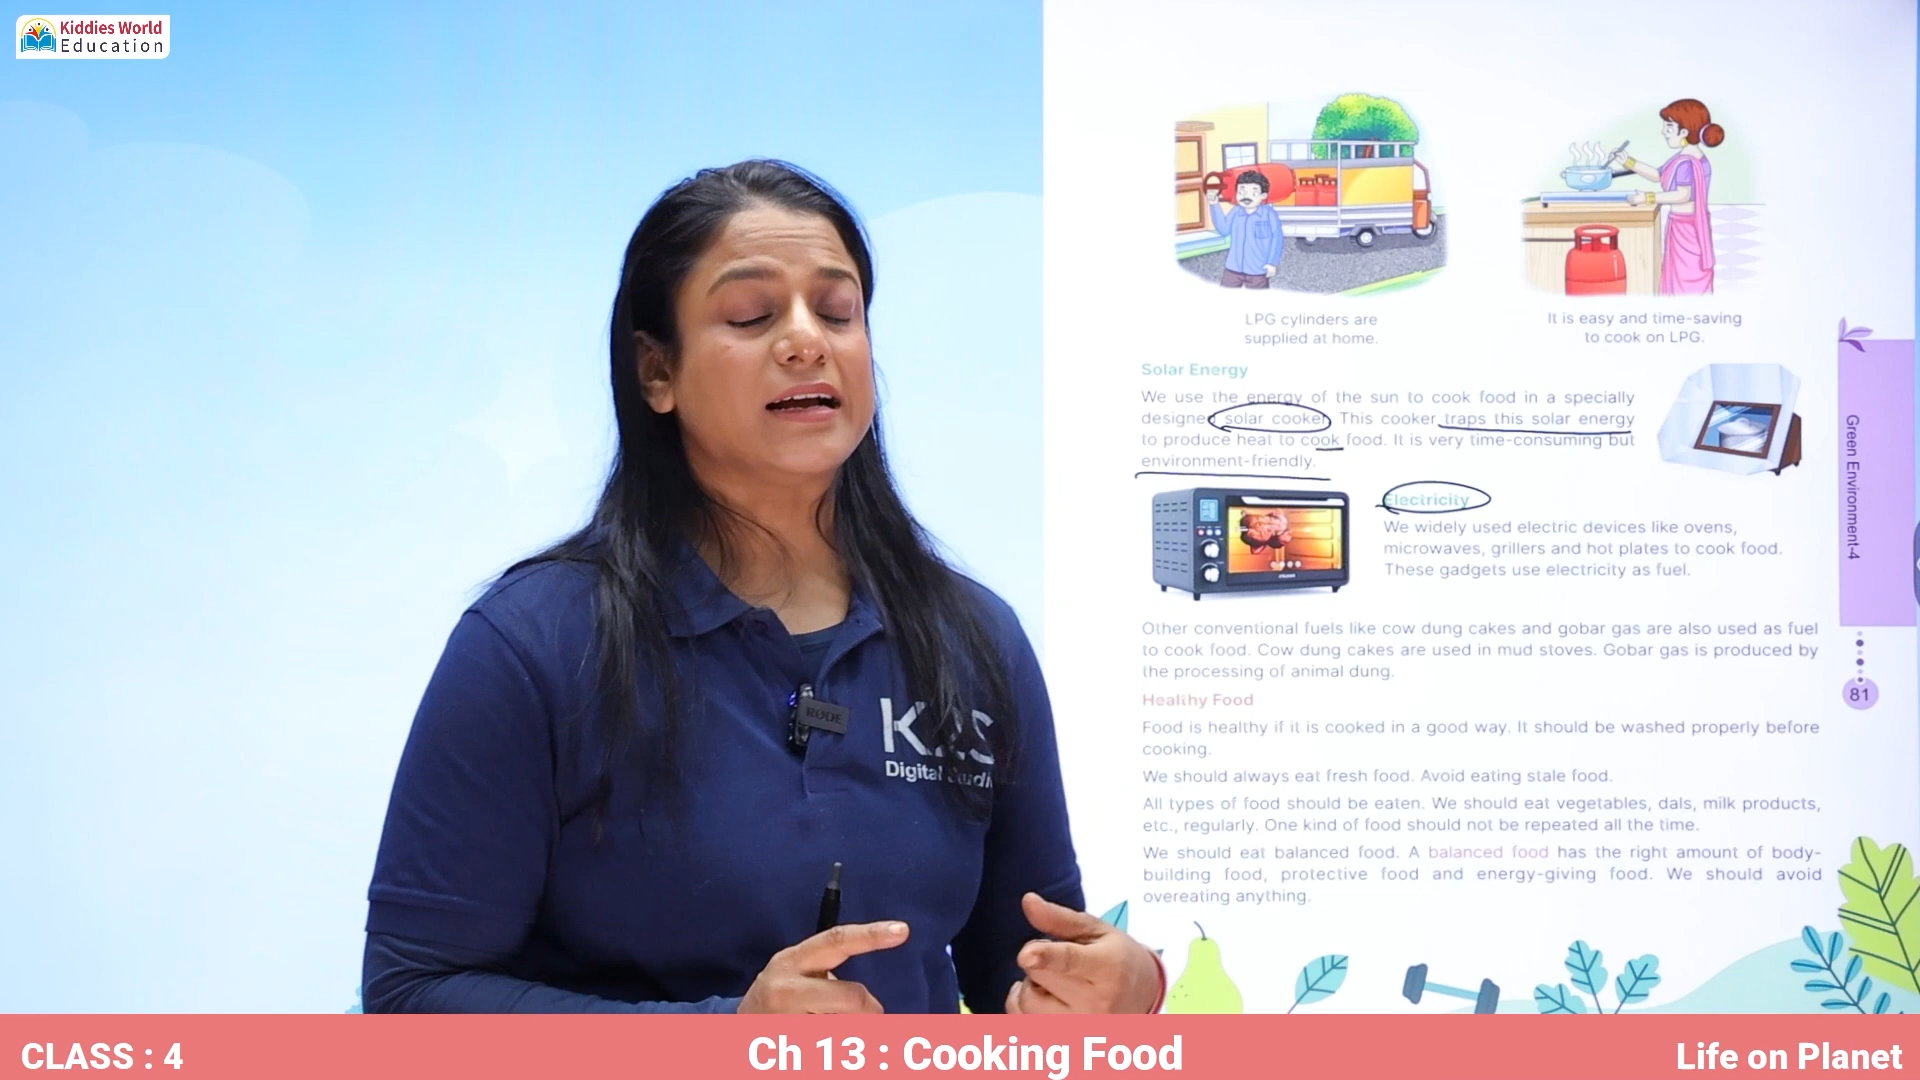 Kiddies World
Education
LPG cylinders are
supplied at home.
It is easy and time-saving
to cook on LPG.
Solar Energy
We use the energy of the sun to cook food in a specially
designed solar cooker. This cooker traps this solar energy
to produce heat to cook food. It is very time-consuming but
environment-friendly.
Electricity
We widely used electric devices like ovens,
microwaves, grillers and hot plates to cook food.
These gadgets use electricity as fuel.
Other conventional fuels like cow dung cakes and gobar gas are also used as fuel
to cook food. Cow dung cakes are used in mud stoves. Gobar gas is produced by
the processing of animal dung.
Healthy Food
Food is healthy if it is cooked in a good way. It should be washed properly before
cooking.
We should always eat fresh food. Avoid eating stale food.
All types of food should be eaten. We should eat vegetables, dals, milk products,
etc., regularly. One kind of food should not be repeated all the time.
We should eat balanced food. A balanced food has the right amount of body-
building food, protective food and energy-giving food. We should avoid
overeating anything.
Green Environment-4
81
RØDE
Digital
CLASS : 4
Ch 13 : Cooking Food
Life on Planet